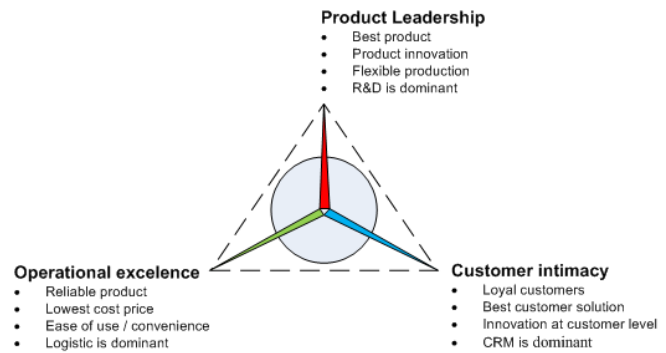 Product Leadership
• Best product
• Product innovation
• Flexible production
• R&D is dominant
Operational excelence
• Reliable product
• Lowest cost price
• Ease of use / convenience
• Logistic is dominant
Customer intimacy
• Loyal customers
• Best customer solution
• Innovation at customer level
• CRM is dominant